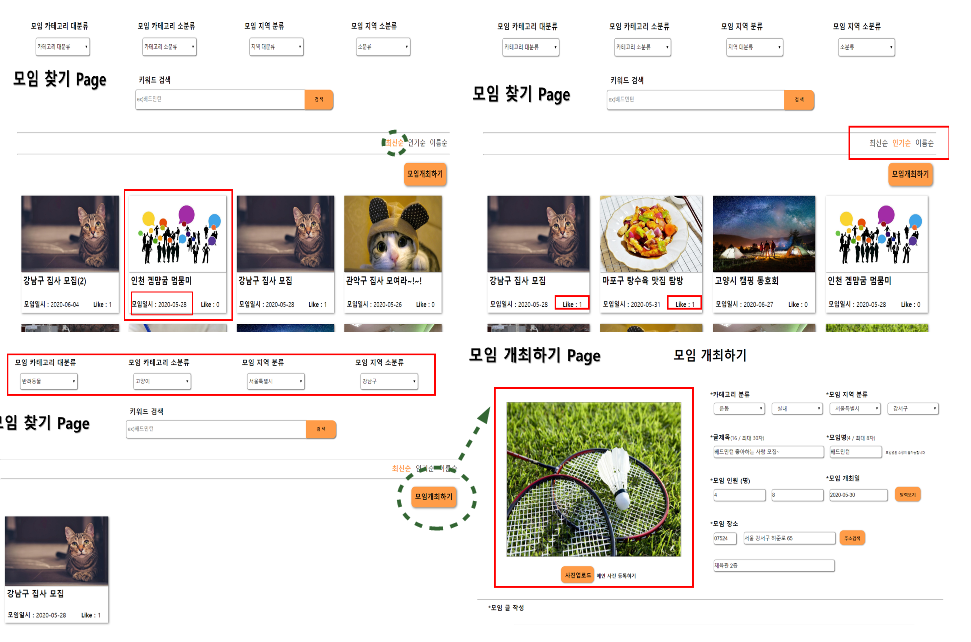 모임 카테고리 대분류 모임 카테고리 소분류 모임 지역 분류 모임 지역 소분류
카테고리 대분류 카테고리 소분류 지역 대분류 소분류
모임 찾기 Page
키워드 검색
ex)배드민턴 검색
최신순 인기순 이름순
모임개최하기
강남구 집사 모집(2) 인천 겜만굼 멈룸미 강남구 집사 모집 관악구 집사 모여라~!~!
모임일시 : 2020-06-04 Like : 1 모임일시 : 2020-05-28 Like : 0 모임일시 : 2020-05-28 Like : 1 모임일시 : 2020-05-26 Like : 0
모임 카테고리 대분류 모임 카테고리 소분류 모임 지역 분류 모임 지역 소분류
카테고리 대분류 카테고리 소분류 지역 대분류 소분류
키워드 검색
모임 찾기 Page
ex)배드민턴 검색
최신순 인기순 이름순
모임개최하기
강남구 집사 모집 마포구 탕수육 맛집 탐방 고양시 캠핑 동호회 인천 겜만굼 멈룸미
모임일시 : 2020-05-28 Like : 1 모임일시 : 2020-05-31 Like : 1 모임일시 : 2020-06-27 Like : 0 모임일시 : 2020-05-28 Like : 0
모임 카테고리 대분류 모임 카테고리 소분류 모임 지역 분류 모임 지역 소분류
반려동물 고양이 서울특별시 강남구
키워드 검색
모임 찾기 Page
ex)배드민턴 검색
최신순 인기순 이름순
모임개최하기
강남구 집사 모집
모임일시 : 2020-05-28 Like : 1
모임 개최하기 Page 모임 개최하기
*카테고리 분류 *모임 지역 분류
운동 실내 서울특별시 강서구
*글제목(16 / 최대 30자) *모임명(4 / 최대 8자)
배드민턴 좋아하는 사람 모집~ 배드민턴
*모임 인원 (명) *모임 개최일
4 8 2020-05-30 달력보기
*모임 장소
07524 서울 강서구 허준로 65 주소검색
체육관 2층
사진업로드 메인 사진 등록하기
*모임 글 작성